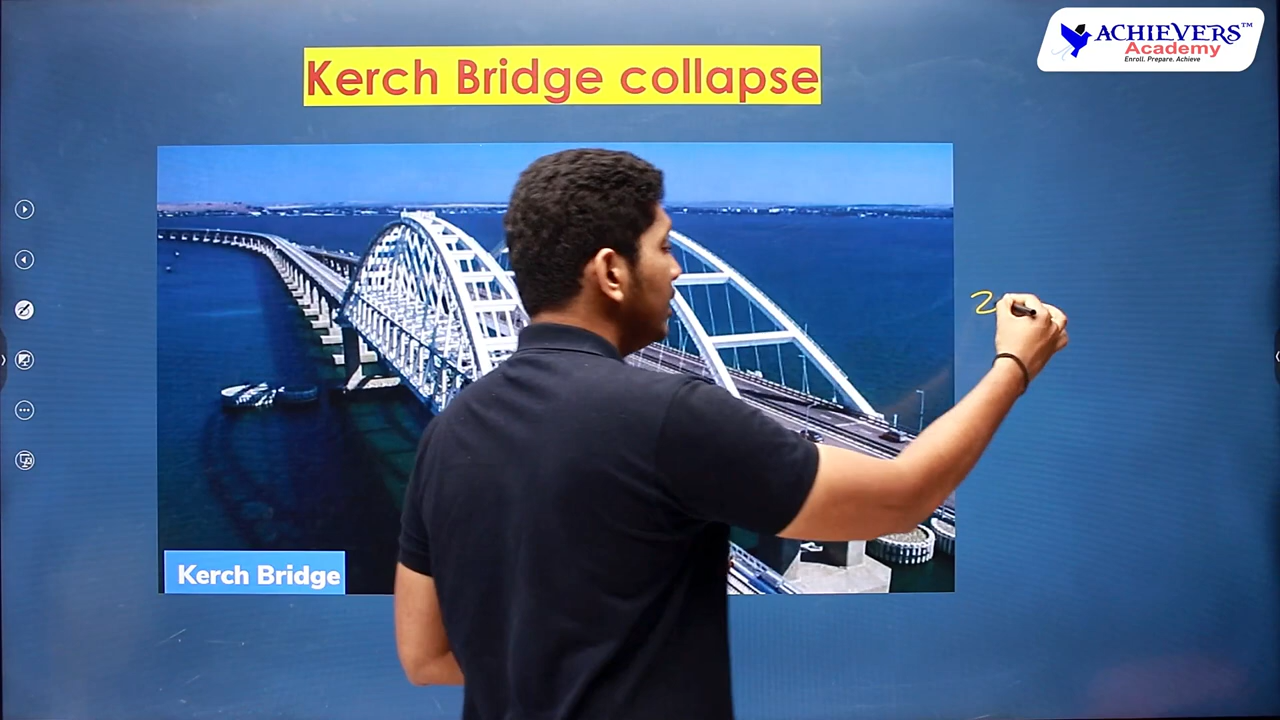 ACHIEVERS™
Academy
Enroll. Prepare. Achieve
Kerch Bridge collapse
2
Kerch Bridge